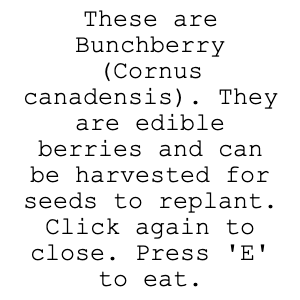 These are
Bunchberry
(Cornus
canadensis). They
are edible
berries and can
be harvested for
seeds to replant.
Click again to
close. Press 'E'
to eat.